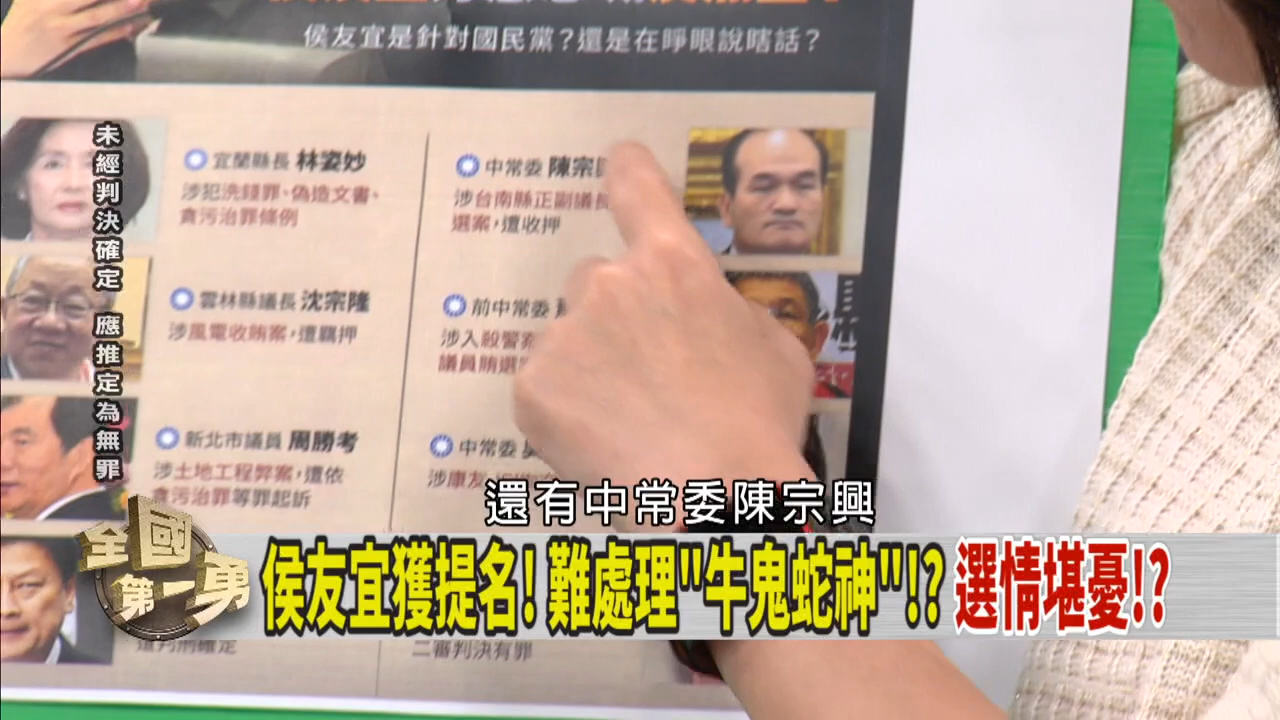 侯友宜是針對國民黨？還是在睜眼說瞎話？
未經判決確定 應推定為無罪
宜蘭縣長 林姿妙
涉犯洗錢罪、偽造文書、
貪污治罪條例
雲林縣議長 沈宗隆
涉風電收賄案，遭羈押
新北市議員 周勝考
涉土地工程弊案，遭依
貪污治罪等罪起訴
遭判刑確定
中常委 陳宗
涉台南縣正副議長
選案，遭收押
前中常委
涉入殺警案
議員賄選
中常委
涉康友
二審判決有罪
還有中常委陳宗興
全國第一勇
侯友宜獲提名！難處理"牛鬼蛇神"!? 選情堪憂!?